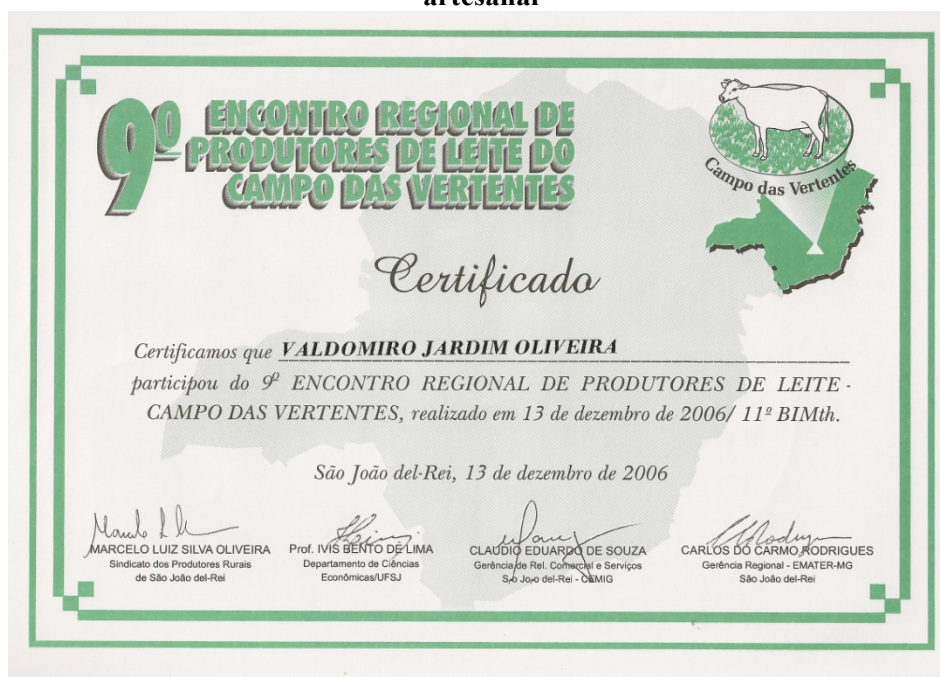 artesanal
9º ENCONTRO REGIONAL DE
PRODUTORES DE LEITE DO
CAMPO DAS VERTENTES
Campo das Vertentes
Certificado
Certificamos que VALDOMIRO JARDIM OLIVEIRA
participou do 9º ENCONTRO REGIONAL DE PRODUTORES DE LEITE -
CAMPO DAS VERTENTES, realizado em 13 de dezembro de 2006/ 11º BIMth.
São João del-Rei, 13 de dezembro de 2006
MARCELO LUIZ SILVA OLIVEIRA
Sindicato dos Produtores Rurais
de São João del-Rei
Prof. IVIS BENTO DE LIMA
Departamento de Ciências
Econômicas/UFSJ
CLAUDIO EDUARDO DE SOUZA
Gerência de Rel. Comercial e Serviços
S o Jo o del-Rei - CEMIG
CARLOS DO CARMO RODRIGUES
Gerência Regional - EMATER-MG
São João del-Rei